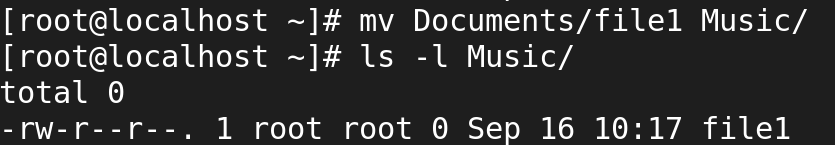 [root@localhost ~]# mv Documents/file1 Music/
[root@localhost ~]# ls -l Music/
total 0
-rw-r--r--. 1 root root 0 Sep 16 10:17 file1